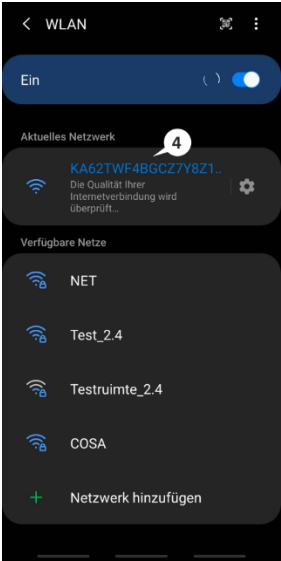 WLAN
Ein
Aktuelles Netzwerk
4
KA62TWF4BGCZ7Y8Z1..
Die Qualität Ihrer
Internetverbindung wird
überprüft...
Verfügbare Netze
NET
Test_2.4
Testruimte_2.4
COSA
Netzwerk hinzufügen